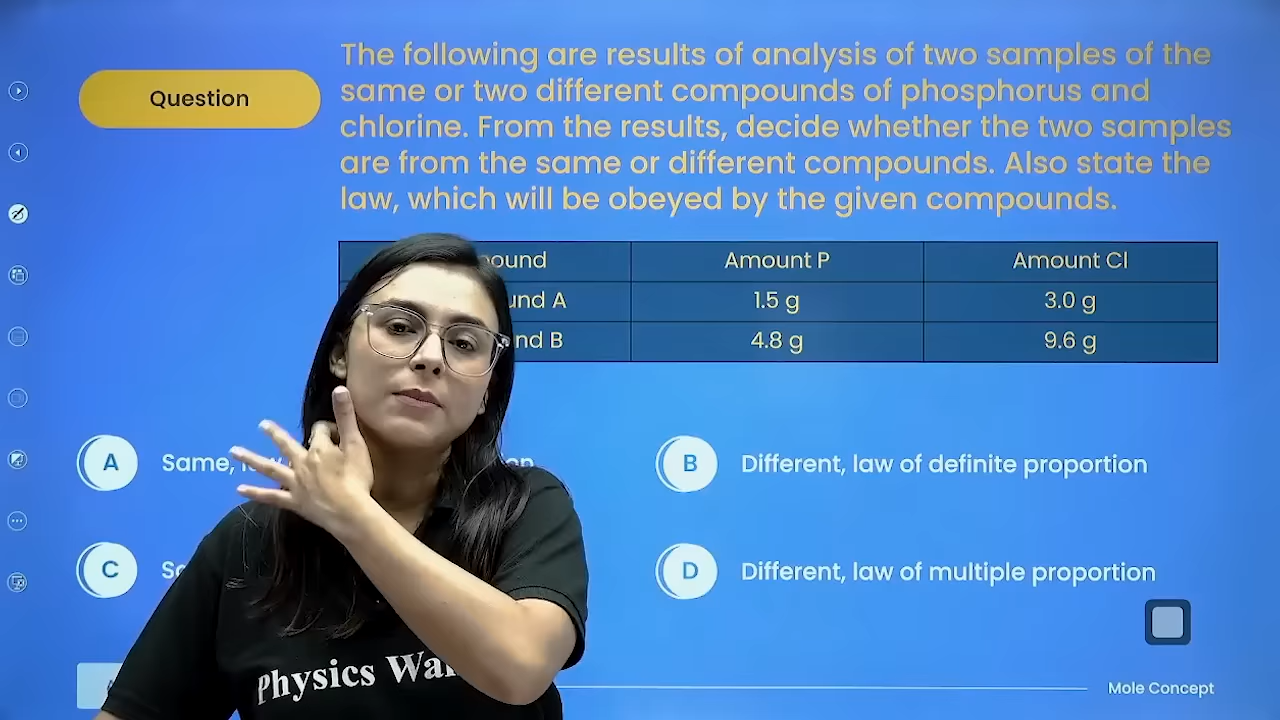 Question
The following are results of analysis of two samples of the
same or two different compounds of phosphorus and
chlorine. From the results, decide whether the two samples
are from the same or different compounds. Also state the
law, which will be obeyed by the given compounds.
Amount P
Amount Cl
A
1.5 g
3.0 g
B
4.8 g
9.6 g
A
Same,
B
Different, law of definite proportion
C
D
Different, law of multiple proportion
Physics
Mole Concept